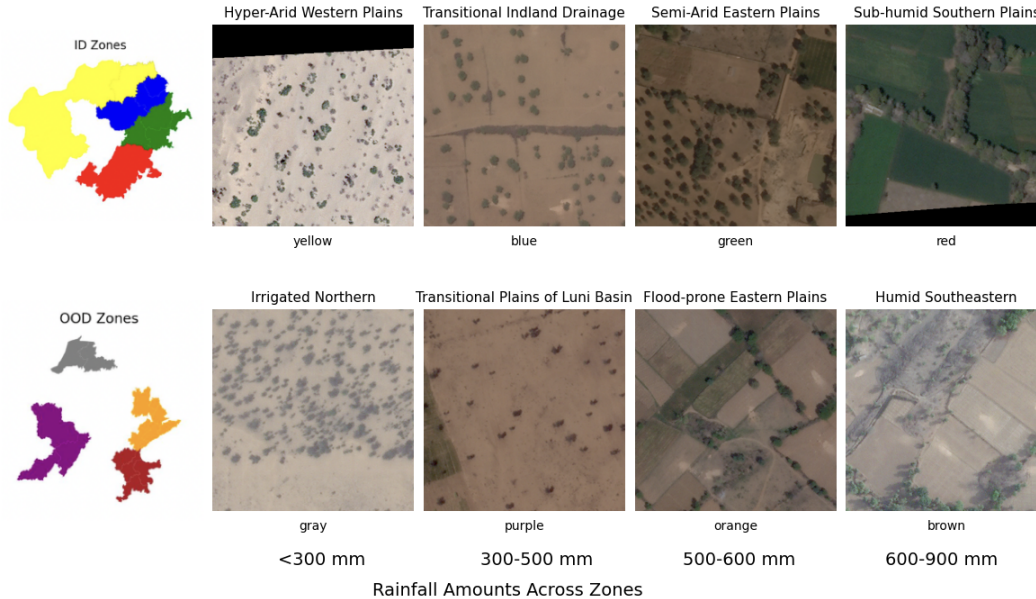 Hyper-Arid Western Plains
Transitional Indland Drainage
Semi-Arid Eastern Plains
Sub-humid Southern Plains
ID Zones
yellow
blue
green
red
Irrigated Northern
Transitional Plains of Luni Basin
Flood-prone Eastern Plains
Humid Southeastern
OOD Zones
gray
purple
orange
brown
<300 mm
300-500 mm
500-600 mm
600-900 mm
Rainfall Amounts Across Zones